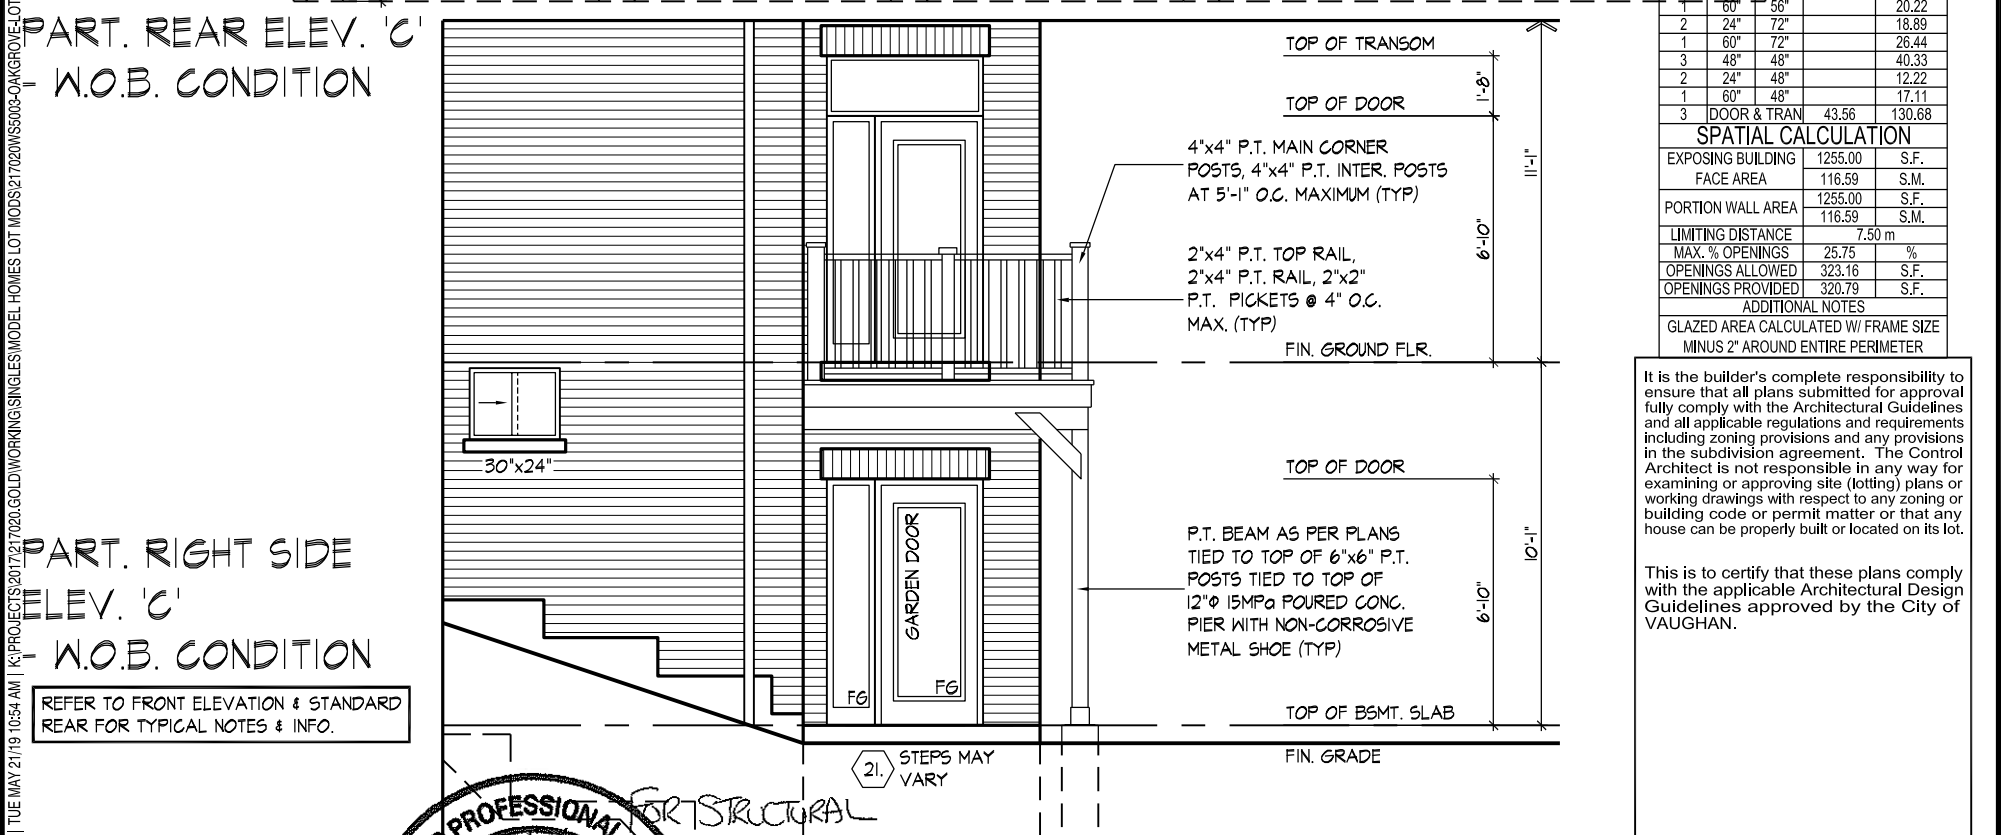 PART. REAR ELEV. 'C'
- W.O.B. CONDITION
PART. RIGHT SIDE
ELEV. 'C'
- W.O.B. CONDITION
REFER TO FRONT ELEVATION & STANDARD
REAR FOR TYPICAL NOTES & INFO.
TUE MAY 21/19 10:54 AM | K:\PROJECTS\2017\217020.GOLD\WORKING\SINGLES\MODEL HOMES LOT MODS\217020WS5003-OAKGROVE-LOT
30"x24"
GARDEN DOOR
FG
FG
21.
STEPS MAY
VARY
4"x4" P.T. MAIN CORNER
POSTS, 4"x4" P.T. INTER. POSTS
AT 5'-1" O.C. MAXIMUM (TYP)
2"x4" P.T. TOP RAIL,
2"x4" P.T. RAIL, 2"x2"
P.T. PICKETS @ 4" O.C.
MAX. (TYP)
P.T. BEAM AS PER PLANS
TIED TO TOP OF 6"x6" P.T.
POSTS TIED TO TOP OF
12"Φ 15MPa POURED CONC.
PIER WITH NON-CORROSIVE
METAL SHOE (TYP)
TOP OF TRANSOM
TOP OF DOOR
FIN. GROUND FLR.
TOP OF DOOR
TOP OF BSMT. SLAB
FIN. GRADE
1'-8"
6'-10"
11'-1"
6'-10"
10'-1"
PROFESSIONAL
FOR STRUCTURAL
1 60" 56" 20.22
2 24" 72" 18.89
1 60" 72" 26.44
3 48" 48" 40.33
2 24" 48" 12.22
1 60" 48" 17.11
3 DOOR & TRAN 43.56 130.68
SPATIAL CALCULATION
EXPOSING BUILDING 1255.00 S.F.
FACE AREA 116.59 S.M.
PORTION WALL AREA 1255.00 S.F.
116.59 S.M.
LIMITING DISTANCE 7.50 m
MAX. % OPENINGS 25.75 %
OPENINGS ALLOWED 323.16 S.F.
OPENINGS PROVIDED 320.79 S.F.
ADDITIONAL NOTES
GLAZED AREA CALCULATED W/ FRAME SIZE
MINUS 2" AROUND ENTIRE PERIMETER
It is the builder's complete responsibility to
ensure that all plans submitted for approval
fully comply with the Architectural Guidelines
and all applicable regulations and requirements
including zoning provisions and any provisions
in the subdivision agreement. The Control
Architect is not responsible in any way for
examining or approving site (lotting) plans or
working drawings with respect to any zoning or
building code or permit matter or that any
house can be properly built or located on its lot.
This is to certify that these plans comply
with the applicable Architectural Design
Guidelines approved by the City of
VAUGHAN.